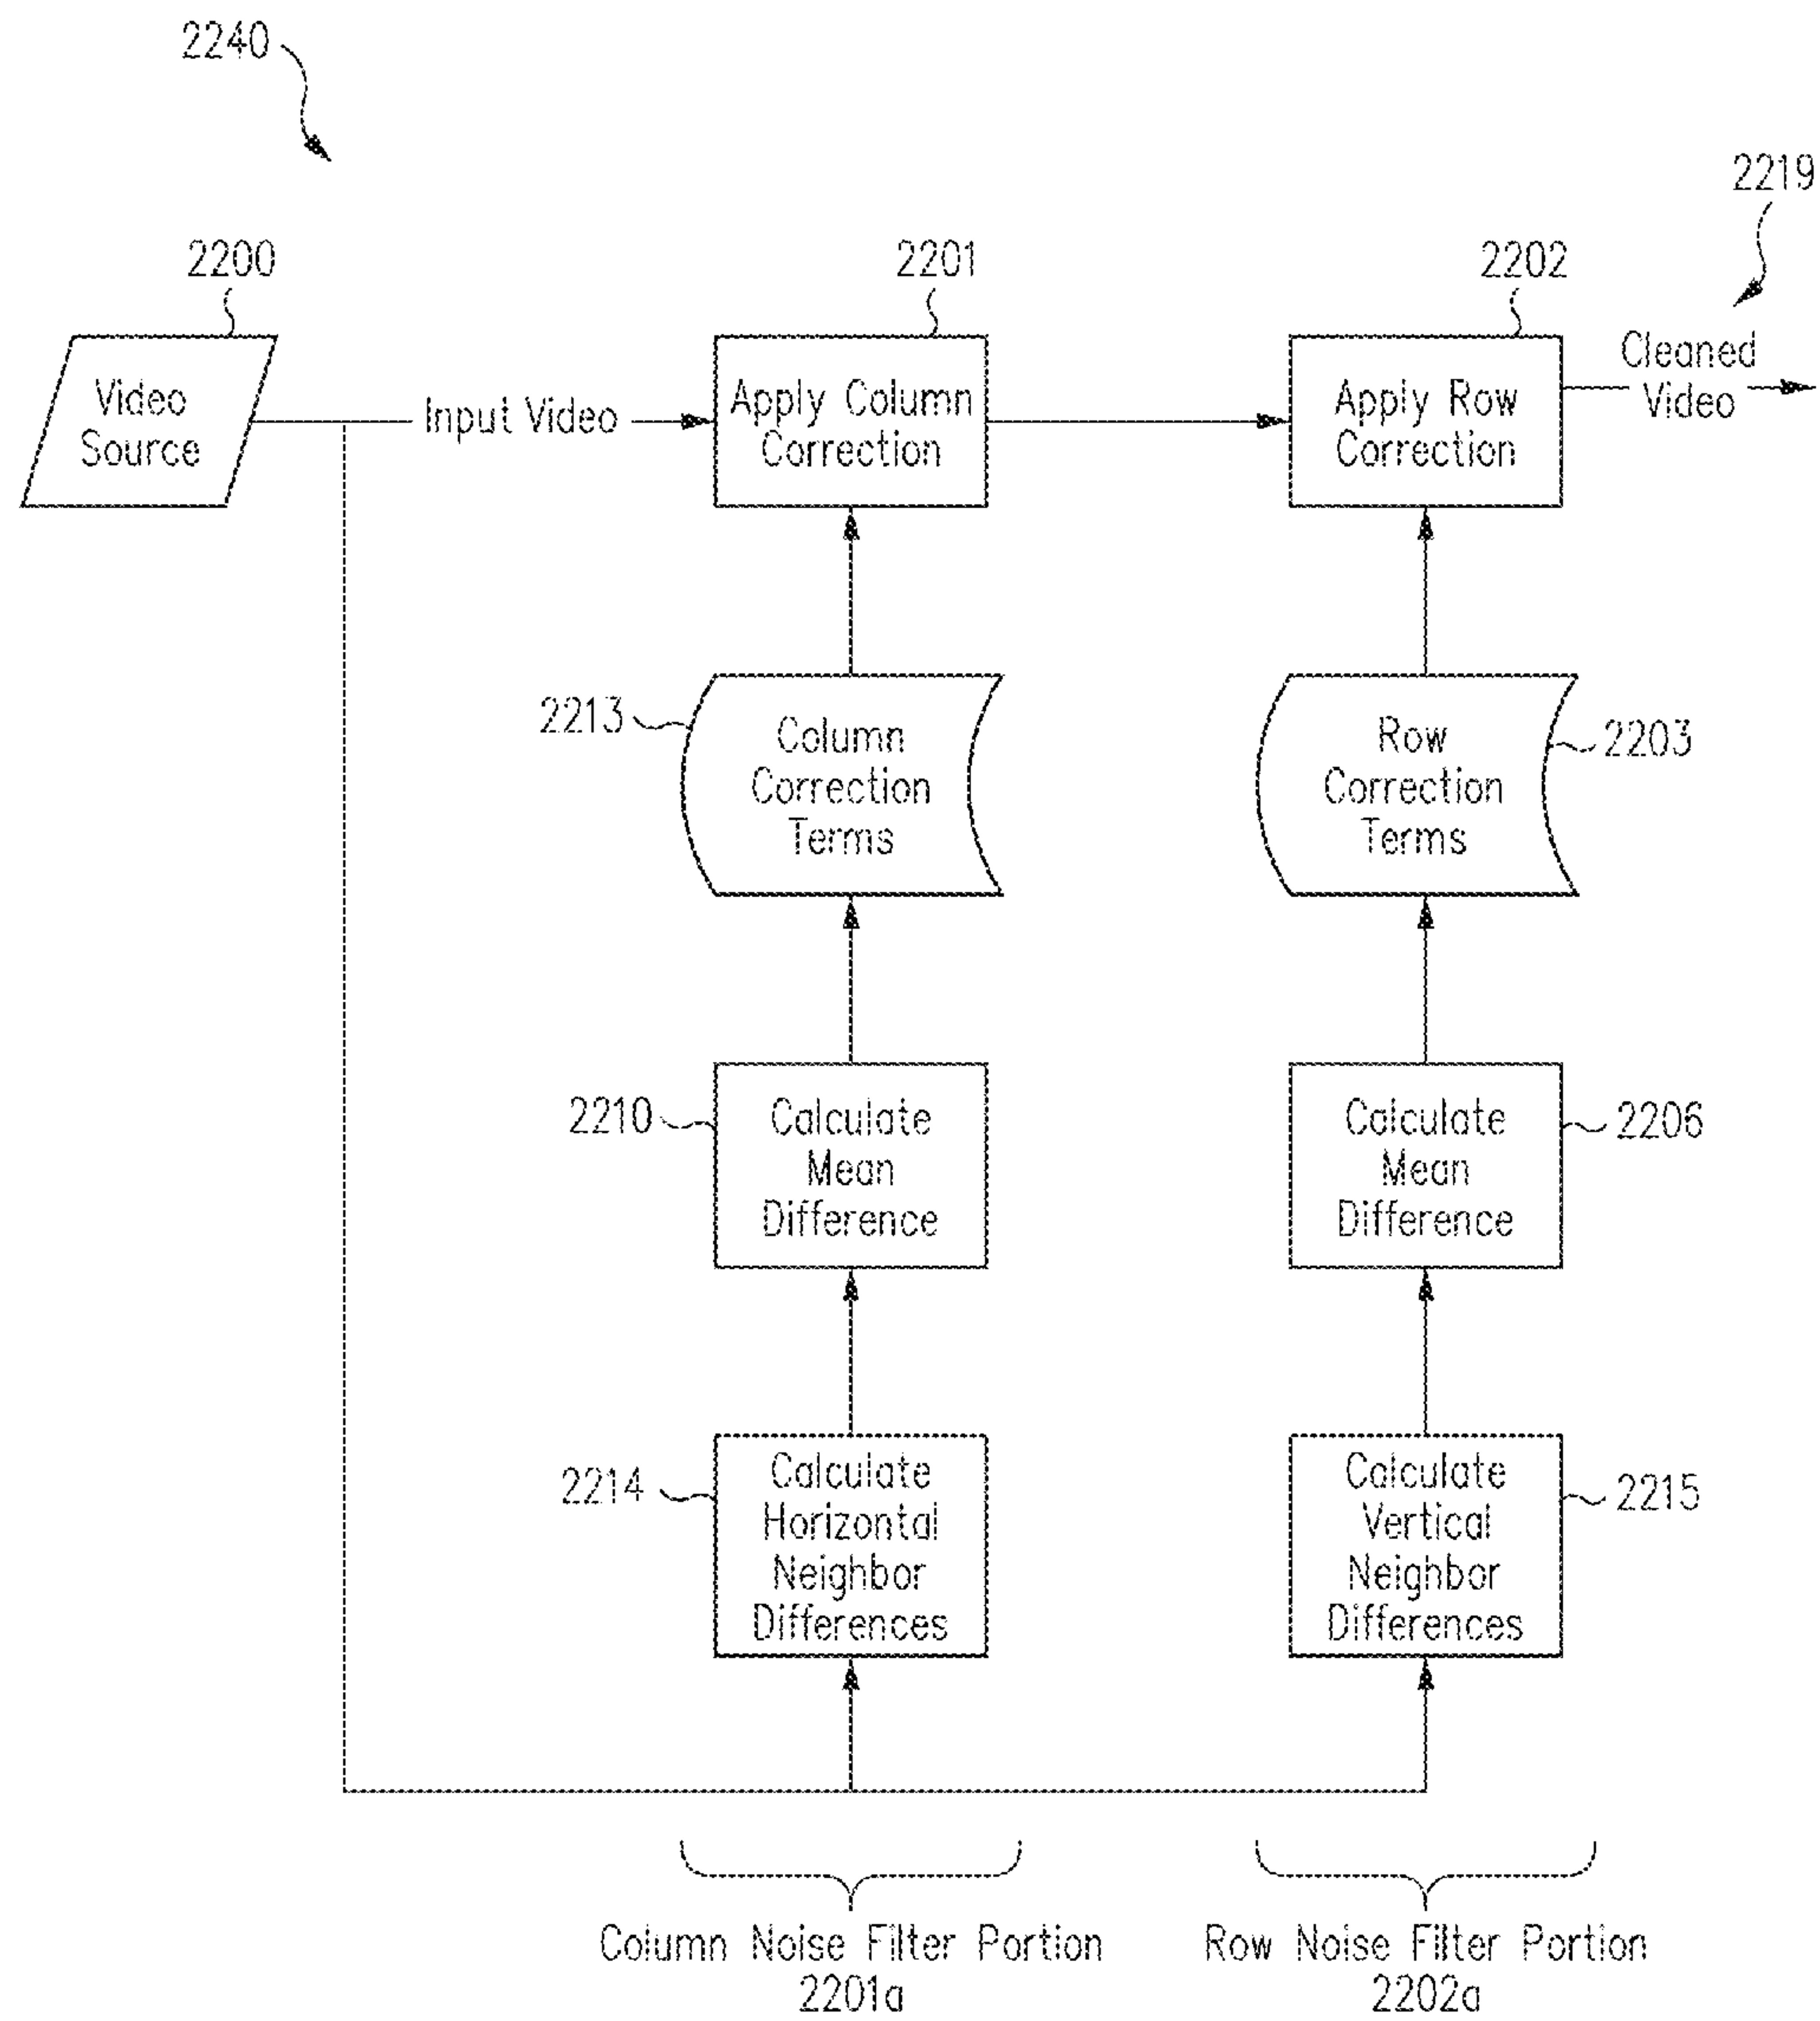 2240
2219
2200
2201
2202
Video
Source
Input Video
Apply Column
Correction
Apply Row
Correction
Cleaned
Video
2213
Column
Correction
Terms
Row
Correction
Terms
2203
2210
Calculate
Mean
Difference
Calculate
Mean
Difference
2206
2214
Calculate
Horizontal
Neighbor
Differences
Calculate
Vertical
Neighbor
Differences
2215
Column Noise Filter Portion
2201a
Row Noise Filter Portion
2202a